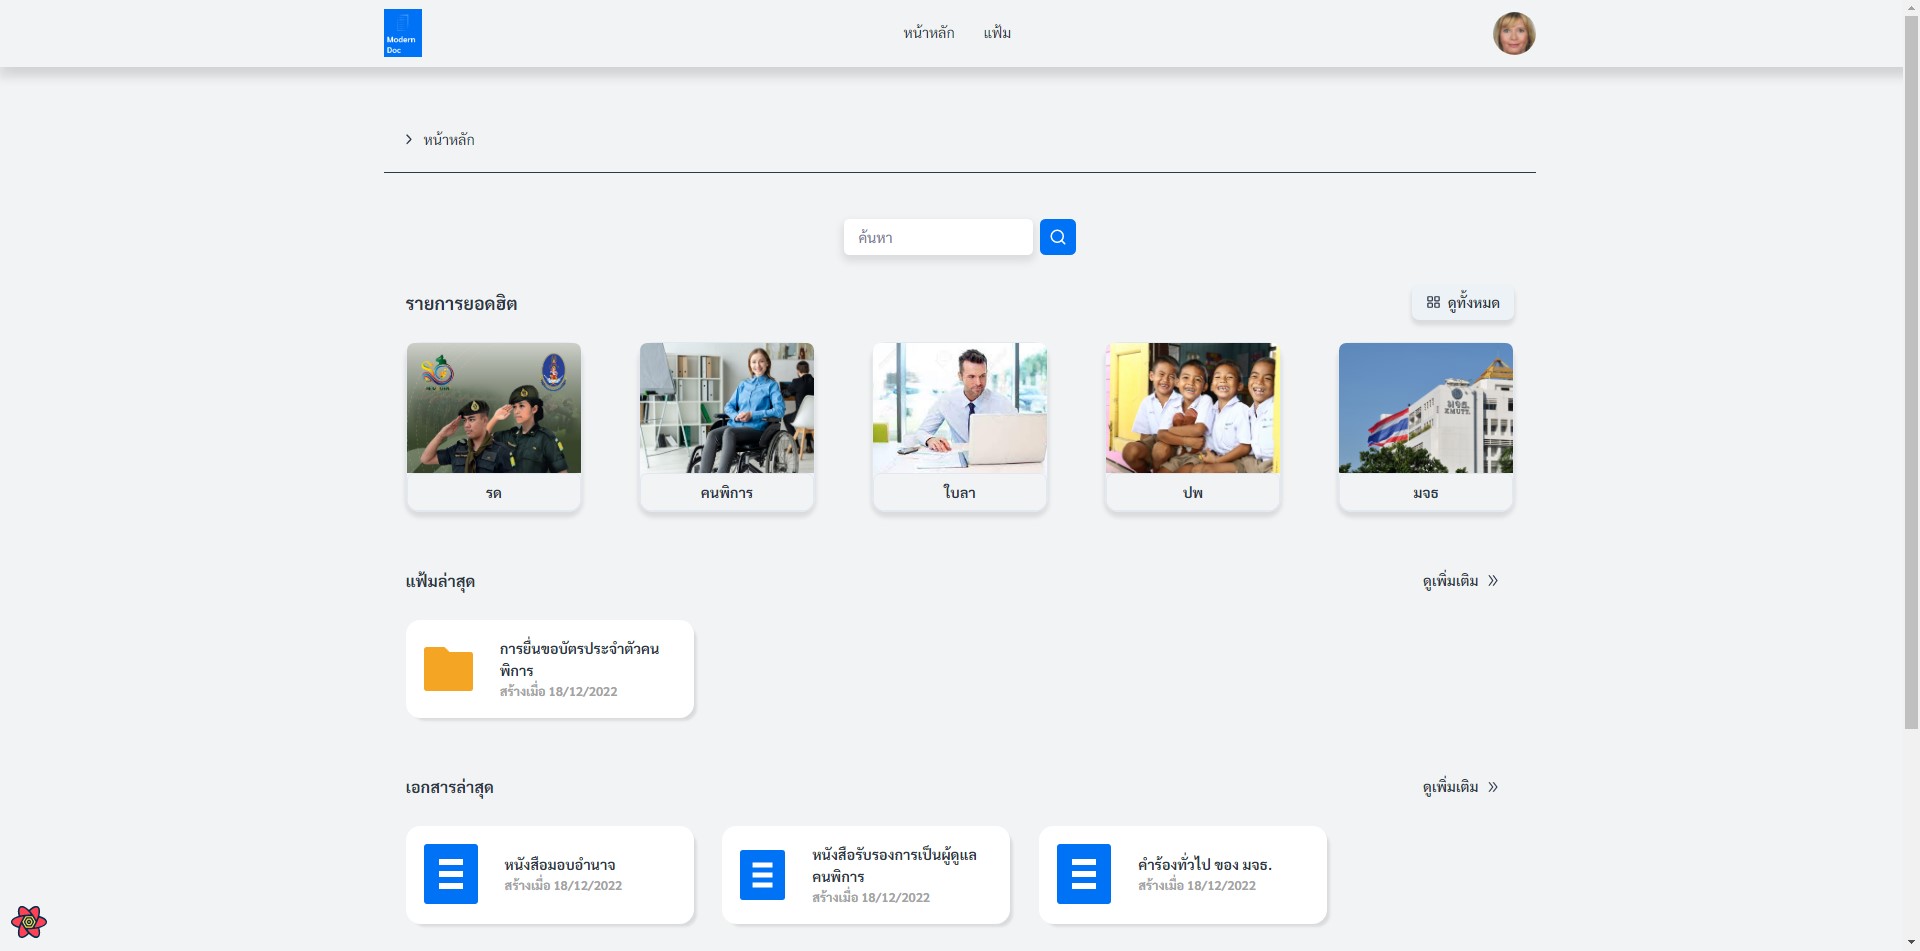 Modern
Doc
หน้าหลัก
แฟ้ม
หน้าหลัก
ค้นหา
รายการยอดฮิต
ดูทั้งหมด
มจธ.
KMUTT
รด
คนพิการ
ใบลา
ปพ
มจธ
แฟ้มล่าสุด
ดูเพิ่มเติม
การยื่นขอบัตรประจำตัวคน
พิการ
สร้างเมื่อ 18/12/2022
เอกสารล่าสุด
ดูเพิ่มเติม
หนังสือมอบอำนาจ
สร้างเมื่อ 18/12/2022
หนังสือรับรองการเป็นผู้ดูแล
คนพิการ
สร้างเมื่อ 18/12/2022
คำร้องทั่วไป ของ มจธ.
สร้างเมื่อ 18/12/2022